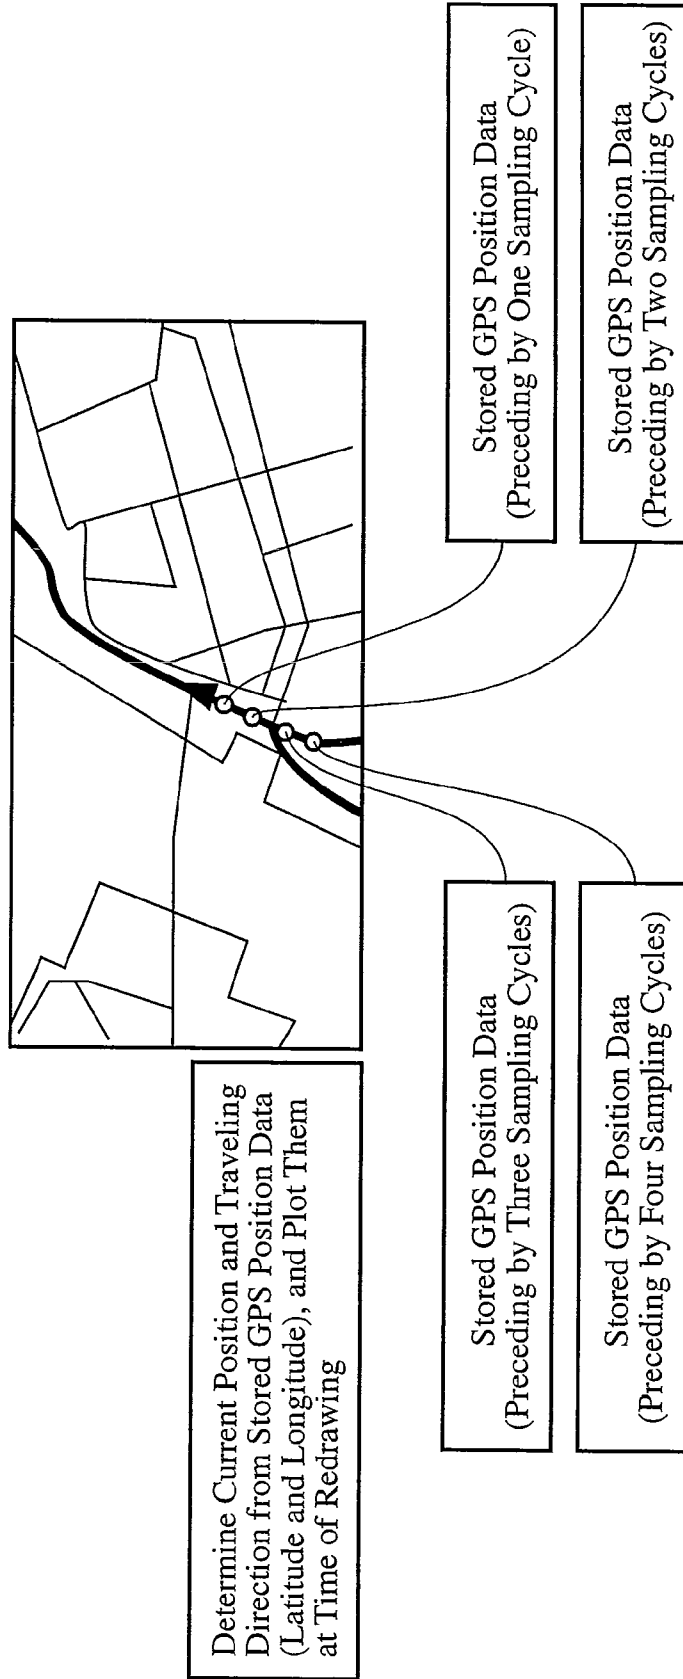 Determine Current Position and Traveling
Direction from Stored GPS Position Data
(Latitude and Longitude), and Plot Them
at Time of Redrawing
Stored GPS Position Data
(Preceding by Three Sampling Cycles)
Stored GPS Position Data
(Preceding by One Sampling Cycle)
Stored GPS Position Data
(Preceding by Four Sampling Cycles)
Stored GPS Position Data
(Preceding by Two Sampling Cycles)